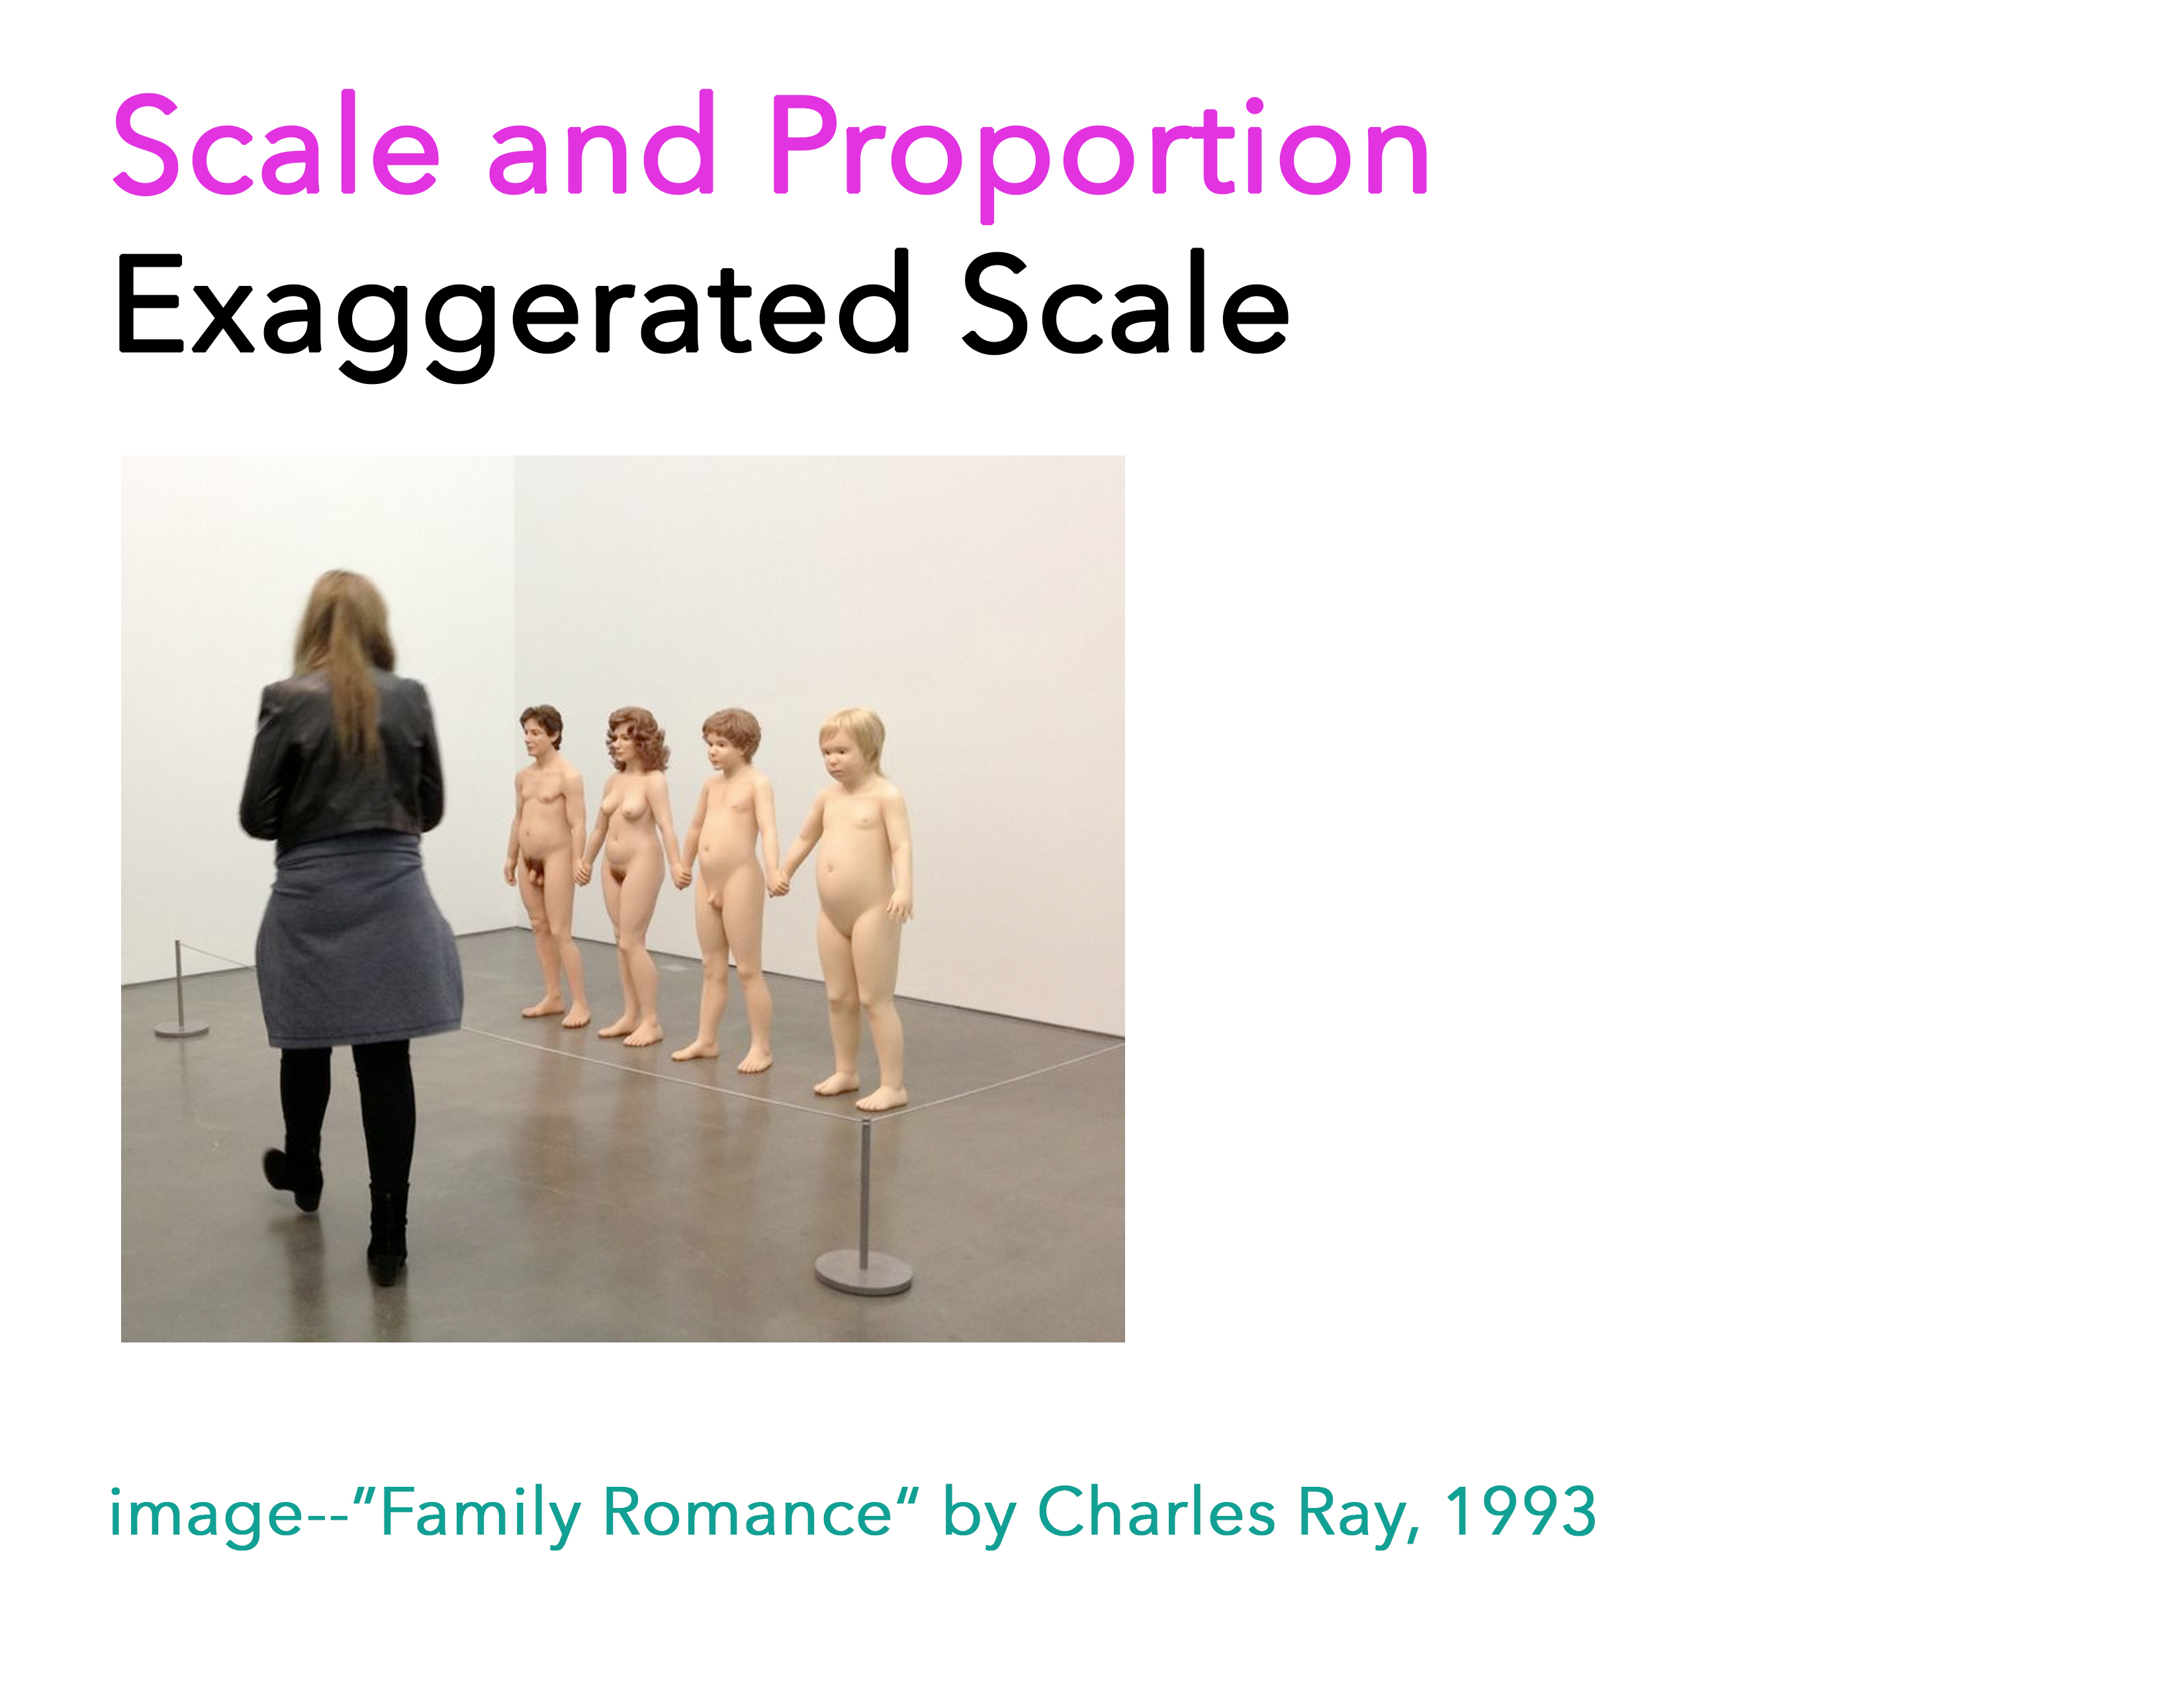 Scale and Proportion
Exaggerated Scale
image--”Family Romance“ by Charles Ray, 1993